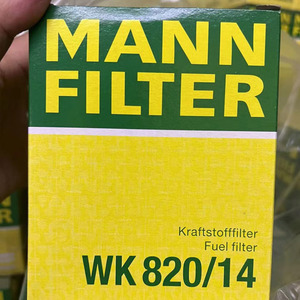 MANN
FILTER
Kraftstofffilter
Fuel filter
WK 820/14